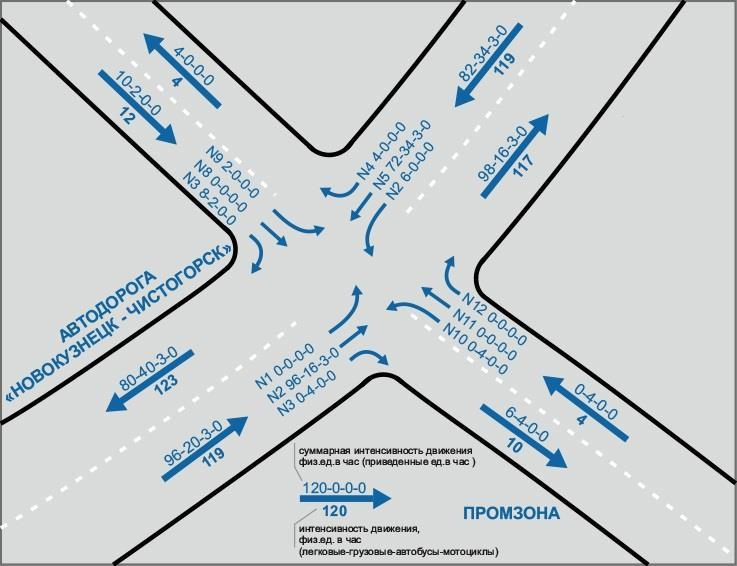 4-0-0-0
4
10-2-0-0
12
82-34-3-0
119
98-16-3-0
117
N9 2-0-0-0
N8 0-0-0-0
N3 8-2-0-0
N4 4-0-0-0
N5 72-34-3-0
N2 6-0-0-0
АВТОДОРОГА
«НОВОКУЗНЕЦК - ЧИСТОГОРСК»
N12 0-0-0-0
N11 0-0-0-0
N10 0-4-0-0
N1 0-0-0-0
N2 96-16-3-0
N3 0-4-0-0
80-40-3-0
123
96-20-3-0
119
0-4-0-0
4
6-4-0-0
10
суммарная интенсивность движения
физ.ед.в час (приведенные ед.в час )
120-0-0-0
120
интенсивность движения,
физ.ед. в час
(легковые-грузовые-автобусы-мотоциклы)
ПРОМЗОНА